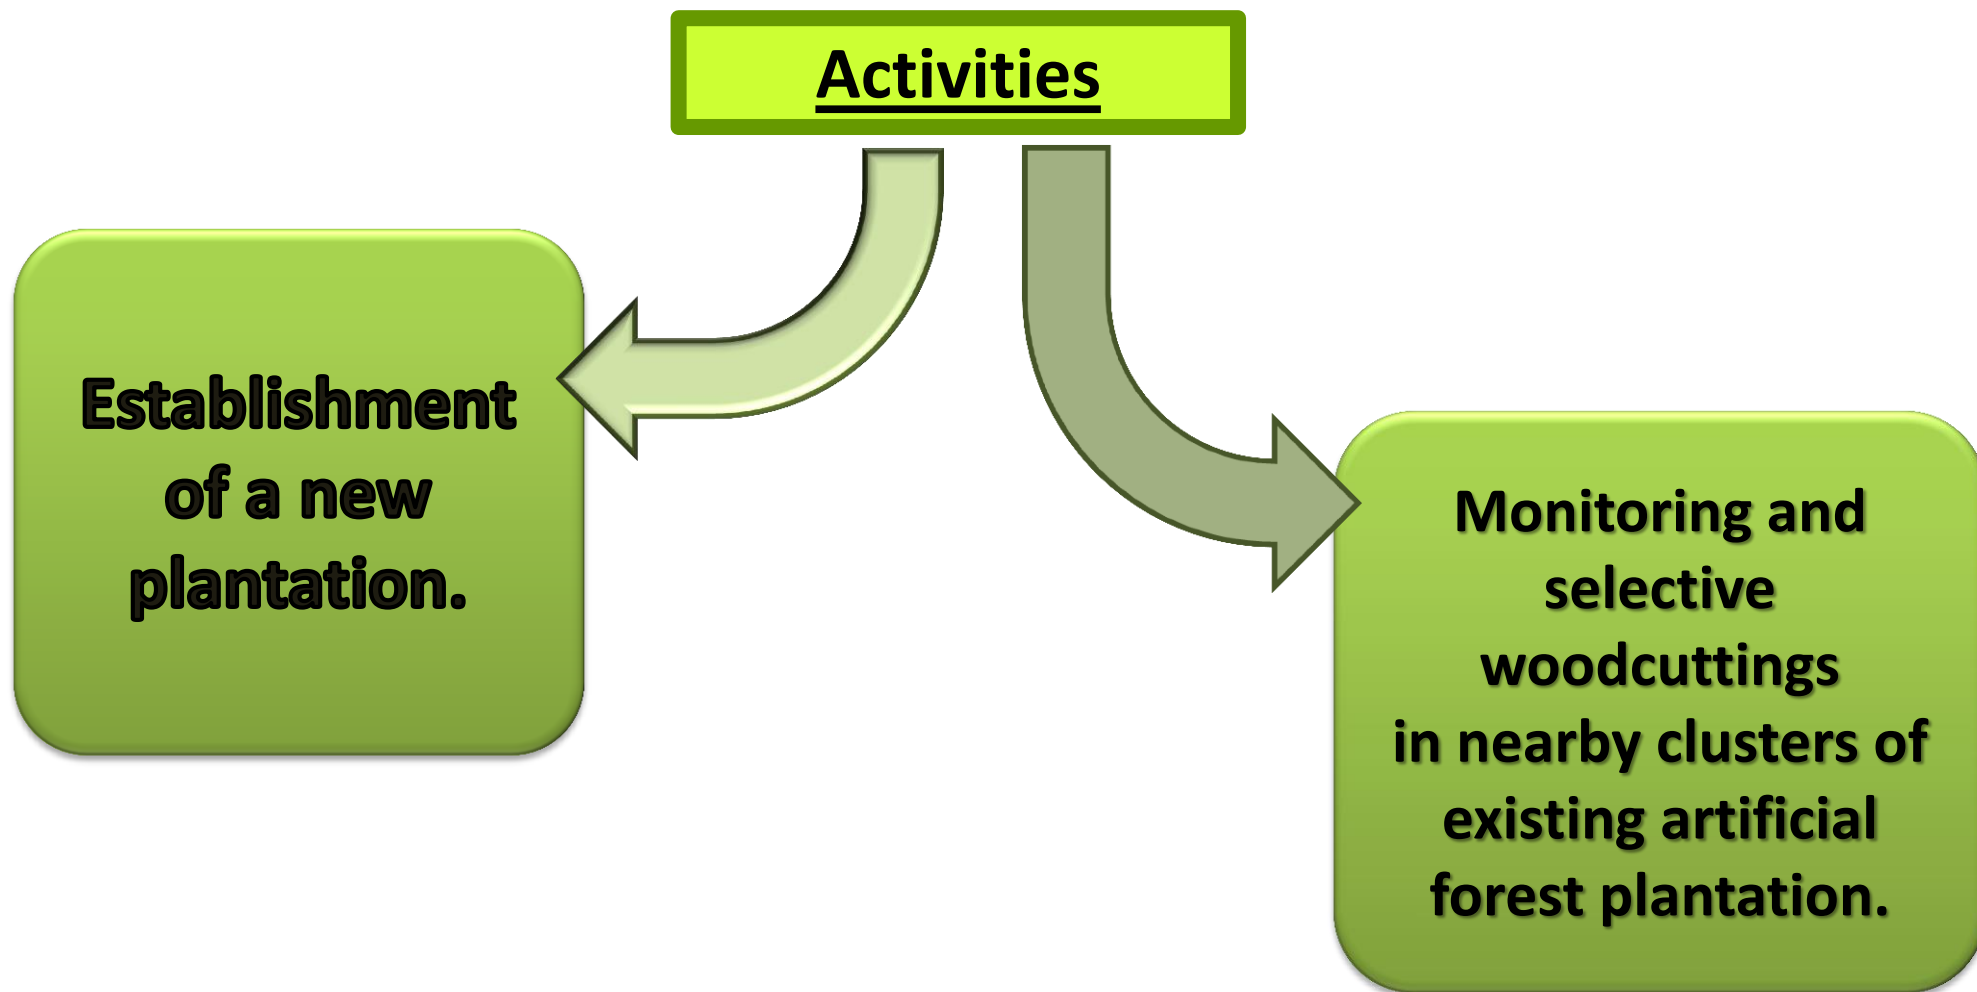 Activities
Establishment
of a new
plantation.
Monitoring and
selective
woodcuttings
in nearby clusters of
existing artificial
forest plantation.